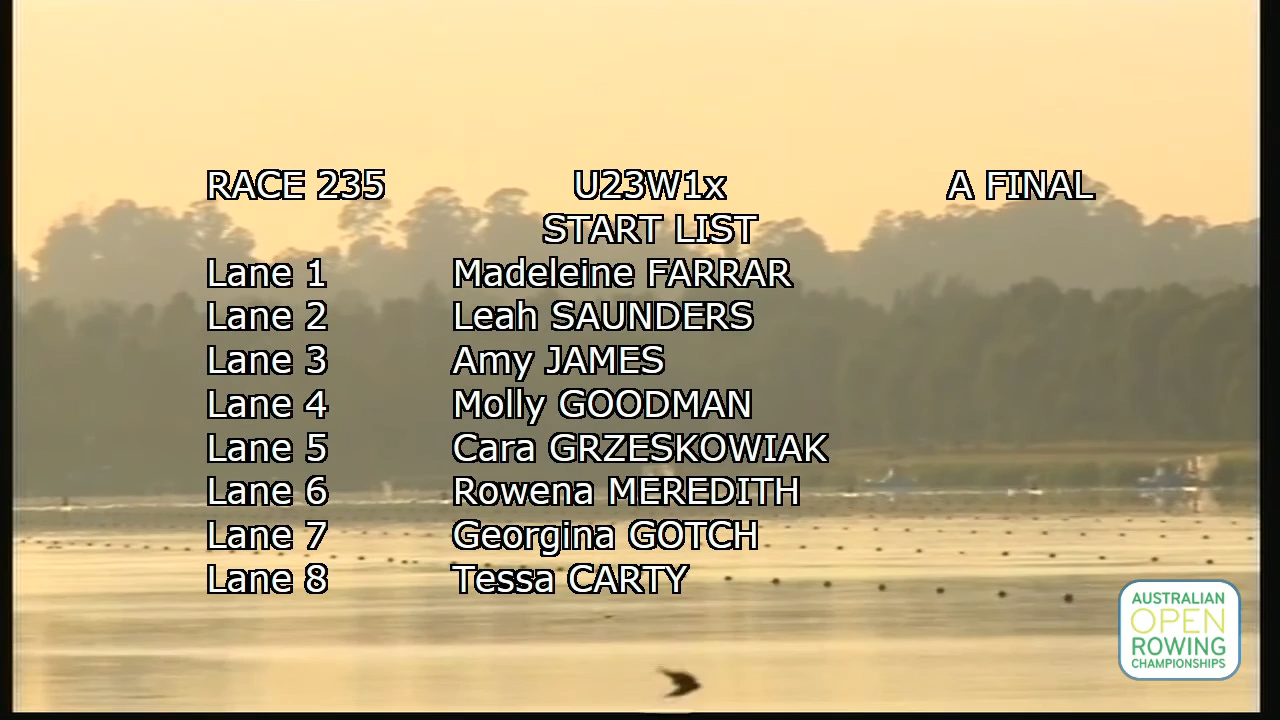 RACE 235 U23W1x A FINAL
START LIST
Lane 1 Madeleine FARRAR
Lane 2 Leah SAUNDERS
Lane 3 Amy JAMES
Lane 4 Molly GOODMAN
Lane 5 Cara GRZESKOWIAK
Lane 6 Rowena MEREDITH
Lane 7 Georgina GOTCH
Lane 8 Tessa CARTY
AUSTRALIAN
OPEN
ROWING
CHAMPIONSHIPS